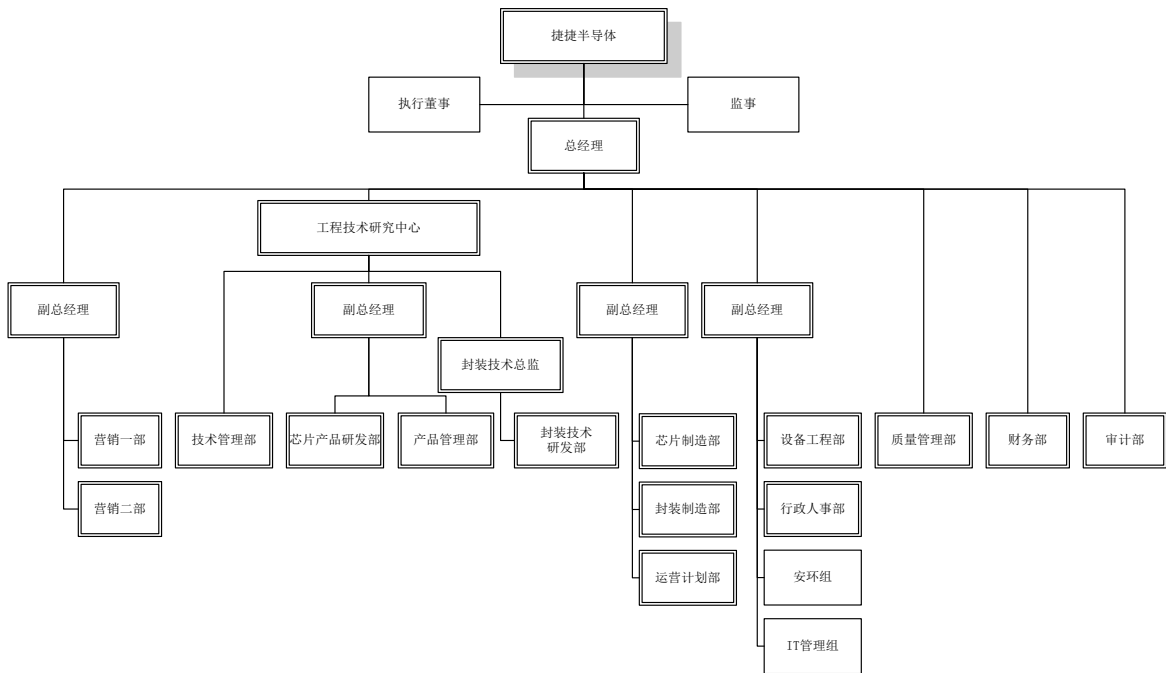 捷捷半导体
执行董事
监事
总经理
工程技术研究中心
副总经理
副总经理
副总经理
副总经理
封装技术总监
营销一部
技术管理部
芯片产品研发部
产品管理部
封装技术
研发部
芯片制造部
设备工程部
质量管理部
财务部
审计部
营销二部
封装制造部
行政人事部
运营计划部
安环组
IT管理组